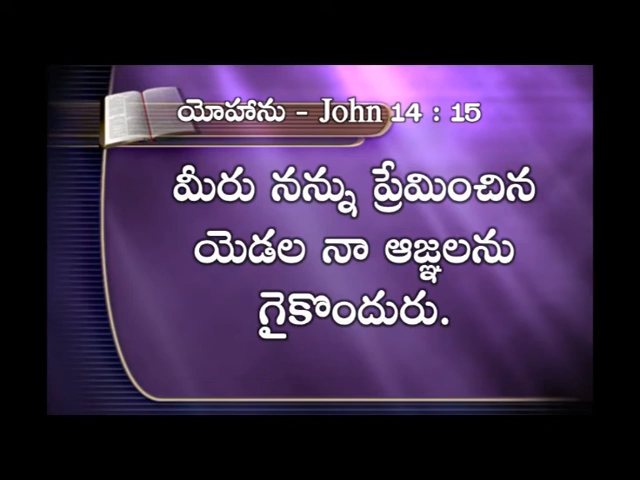 యోహాను - John 14 : 15
మీరు నన్ను ప్రేమించిన
యెడల నా ఆజ్ఞలను
గైకొందురు.